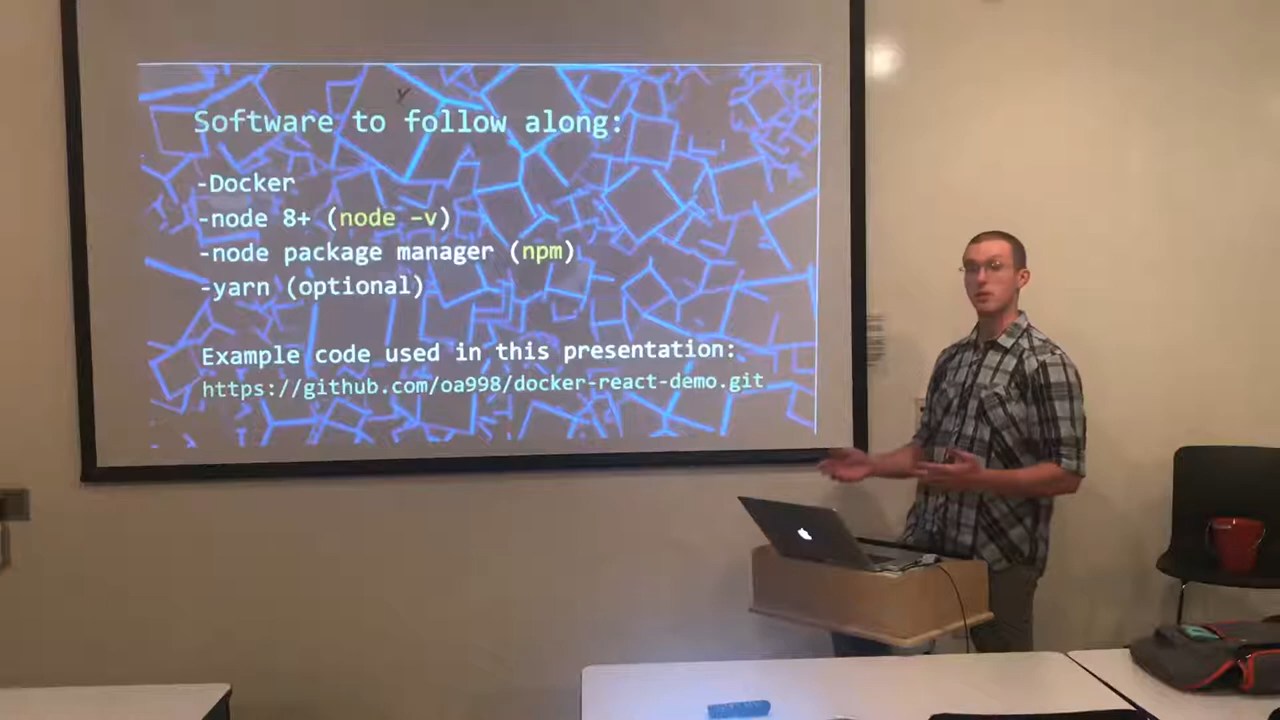 Software to follow along:
-Docker
-node 8+ (node -v)
-node package manager (npm)
-yarn (optional)
Example code used in this presentation:
https://github.com/oa998/docker-react-demo.git